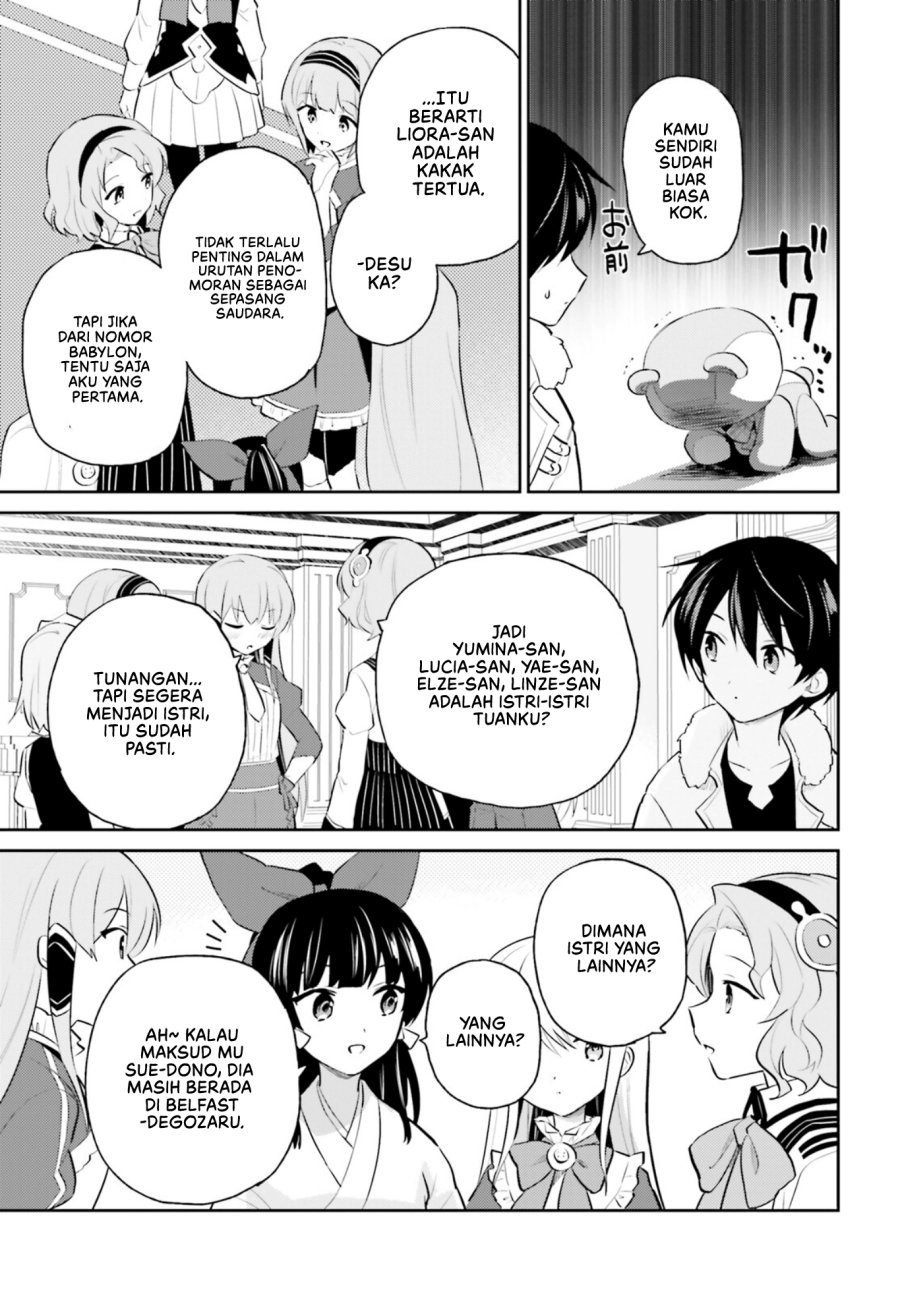 KAMU
SENDIRI
SUDAH
LUAR
BIASA
KOK.
お前
ガクッ…
...ITU
BERARTI
LIORA-SAN
ADALAH
KAKAK
TERTUA.
-DESU
KA?
TIDAK TERLALU
PENTING DALAM
URUTAN PENO-
MORAN SEBAGAI
SEPASANG
SAUDARA.
TAPI JIKA
DARI NOMOR
BABYLON,
TENTU SAJA
AKU YANG
PERTAMA.
JADI
YUMINA-SAN,
LUCIA-SAN, YAE-SAN,
ELZE-SAN, LINZE-SAN
ADALAH ISTRI-ISTRI
TUANKU?
TUNANGAN...
TAPI SEGERA
MENJADI ISTRI,
ITU SUDAH
PASTI.
DIMANA
ISTRI YANG
LAINNYA?
YANG
LAINNYA?
AH~ KALAU
MAKSUD MU
SUE-DONO, DIA
MASIH BERADA
DI BELFAST
-DEGOZARU.